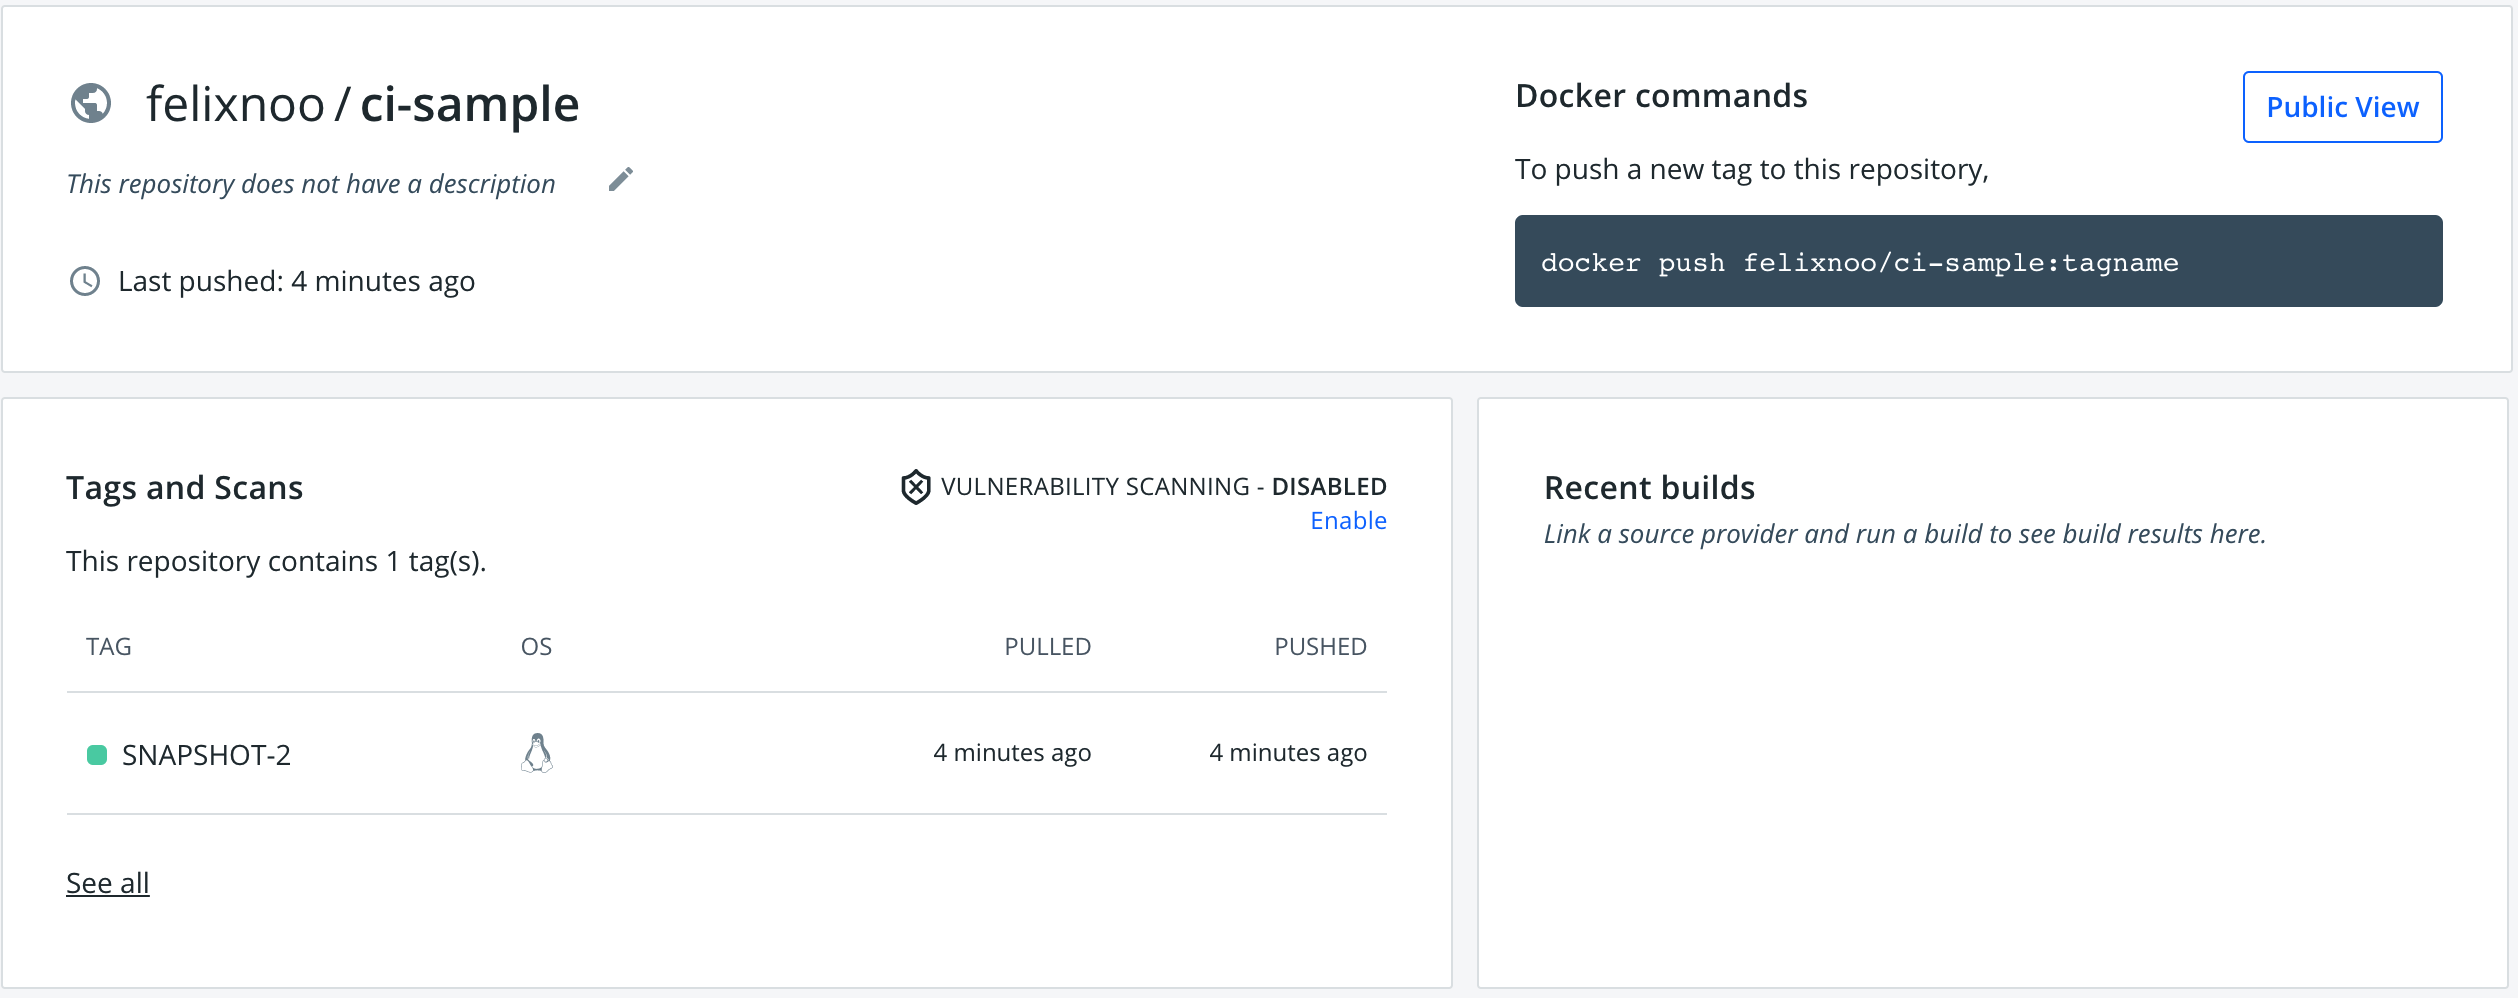 felixnoo / ci-sample
This repository does not have a description
Last pushed: 4 minutes ago
Docker commands
Public View
To push a new tag to this repository,
docker push felixnoo/ci-sample:tagname
Tags and Scans
VULNERABILITY SCANNING - DISABLED
Enable
This repository contains 1 tag(s).
TAG OS PULLED PUSHED
SNAPSHOT-2 4 minutes ago 4 minutes ago
See all
Recent builds
Link a source provider and run a build to see build results here.